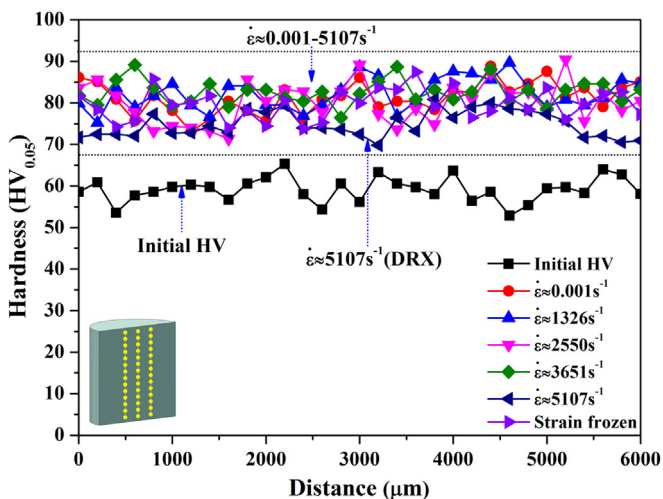 100
90
80
70
60
50
40
30
20
10
0
Hardness (HV0.05)
ε̇≈0.001-5107s-1
Initial HV
ε̇≈5107s-1(DRX)
Initial HV
ε̇≈0.001s-1
ε̇≈1326s-1
ε̇≈2550s-1
ε̇≈3651s-1
ε̇≈5107s-1
Strain frozen
0 1000 2000 3000 4000 5000 6000
Distance (μm)